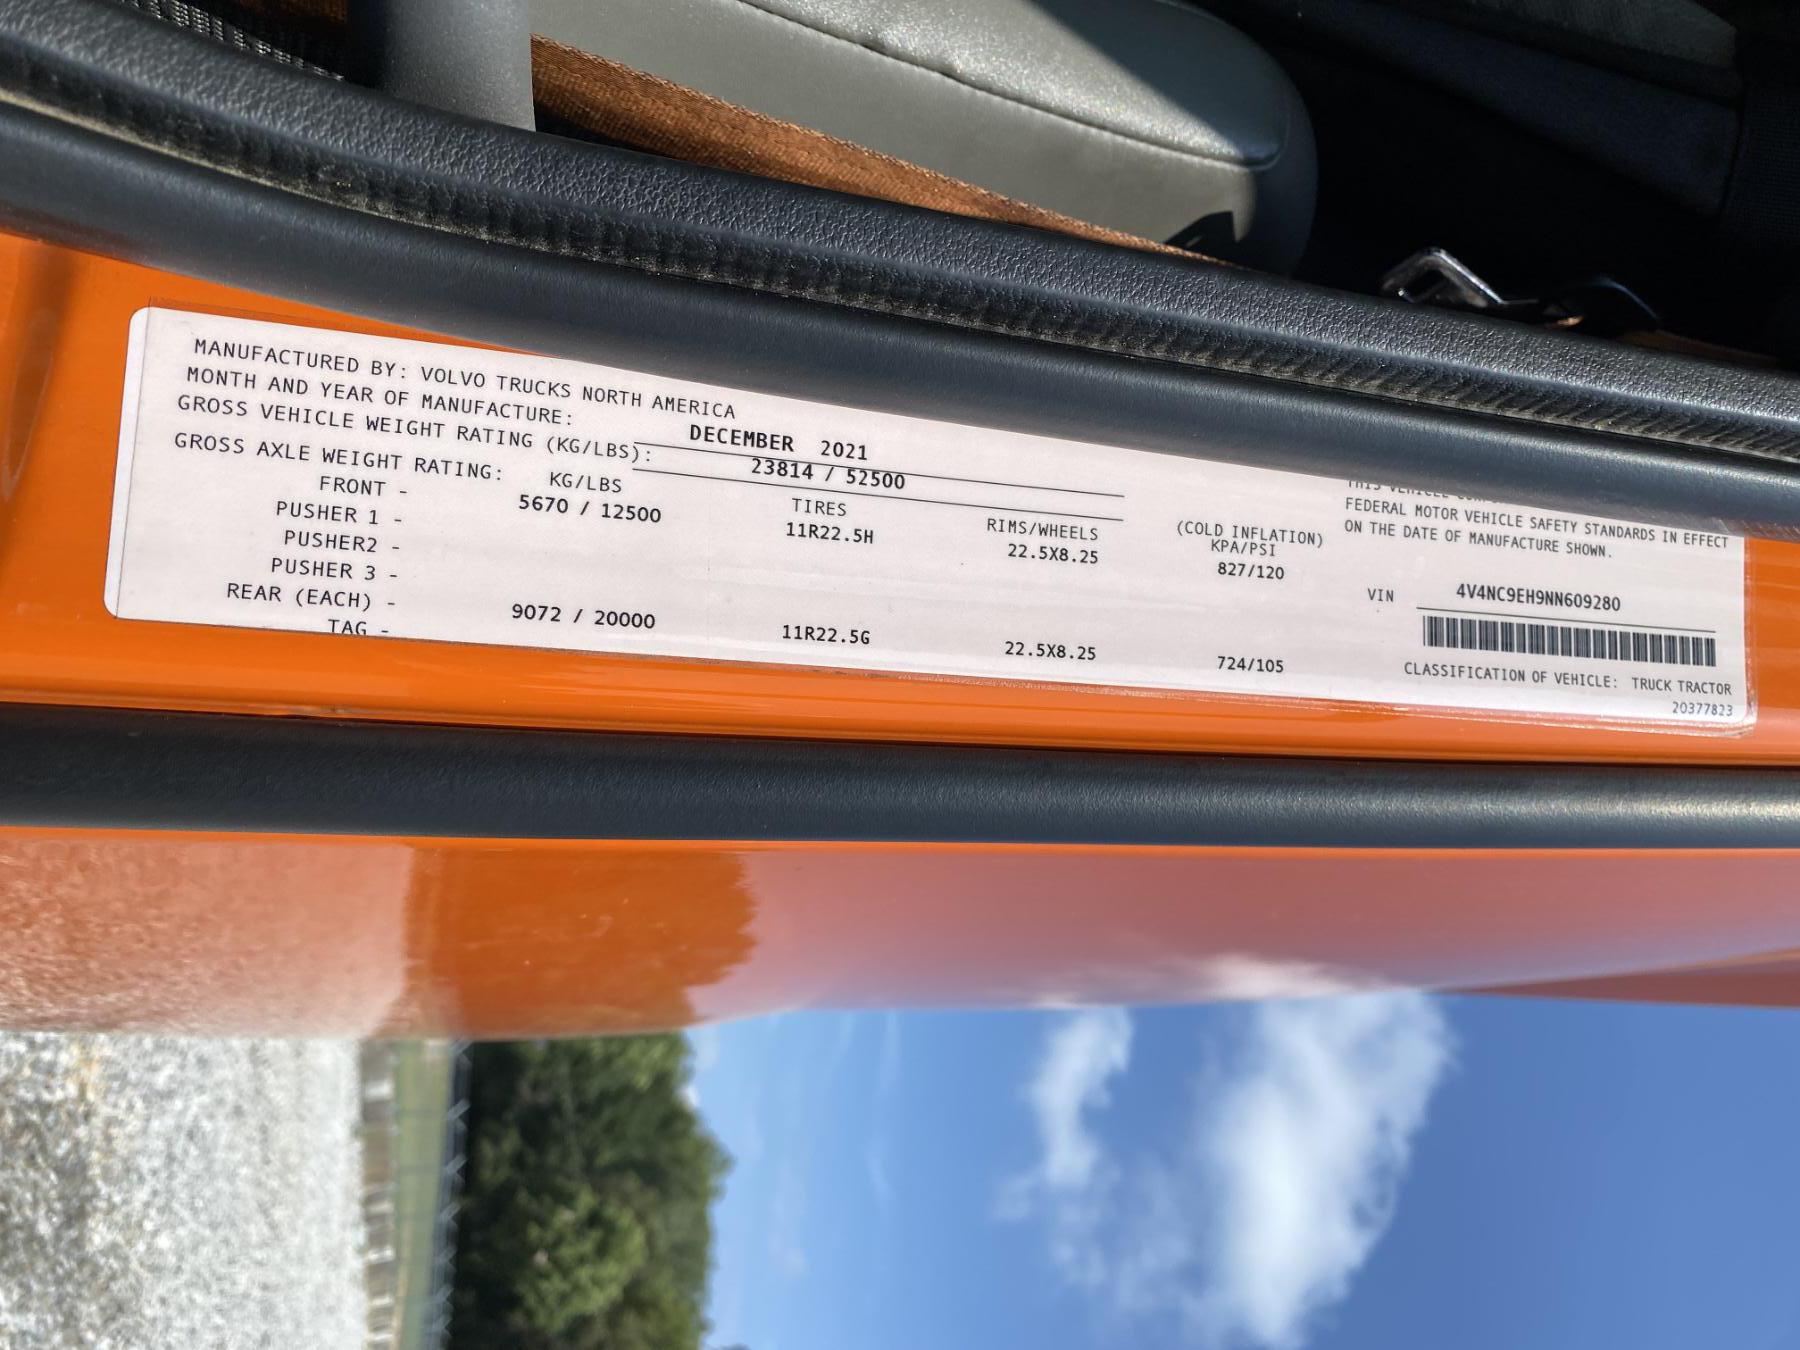 MANUFACTURED BY: VOLVO TRUCKS NORTH AMERICA
MONTH AND YEAR OF MANUFACTURE: DECEMBER 2021
GROSS VEHICLE WEIGHT RATING (KG/LBS): 23814 / 52500
GROSS AXLE WEIGHT RATING: KG/LBS TIRES RIMS/WHEELS (COLD INFLATION) KPA/PSI
FRONT - 5670 / 12500 11R22.5H 22.5X8.25 827/120
PUSHER 1 -
PUSHER2 -
PUSHER 3 -
REAR (EACH) - 9072 / 20000 11R22.5G 22.5X8.25 724/105
TAG -
THIS VEHICLE
FEDERAL MOTOR VEHICLE SAFETY STANDARDS IN EFFECT
ON THE DATE OF MANUFACTURE SHOWN.
VIN 4V4NC9EH9NN609280
CLASSIFICATION OF VEHICLE: TRUCK TRACTOR
20377823